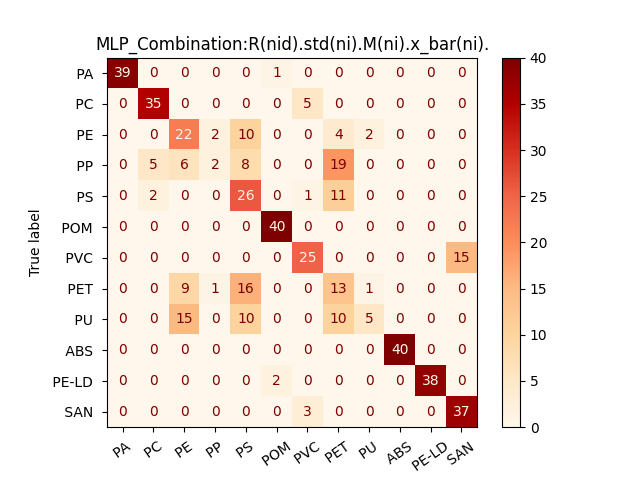 MLP_Combination:R(nid).std(ni).M(ni).x_bar(ni).
True label
PA 39 0 0 0 0 1 0 0 0 0 0 0
PC 0 35 0 0 0 0 5 0 0 0 0 0
PE 0 0 22 2 10 0 0 4 2 0 0 0
PP 0 5 6 2 8 0 0 19 0 0 0 0
PS 0 2 0 0 26 0 1 11 0 0 0 0
POM 0 0 0 0 0 40 0 0 0 0 0 0
PVC 0 0 0 0 0 0 25 0 0 0 0 15
PET 0 0 9 1 16 0 0 13 1 0 0 0
PU 0 0 15 0 10 0 0 10 5 0 0 0
ABS 0 0 0 0 0 0 0 0 0 40 0 0
PE-LD 0 0 0 0 0 2 0 0 0 0 38 0
SAN 0 0 0 0 0 0 3 0 0 0 0 37
PA PC PE PP PS POM PVC PET PU ABS PE-LD SAN
40
35
30
25
20
15
10
5
0